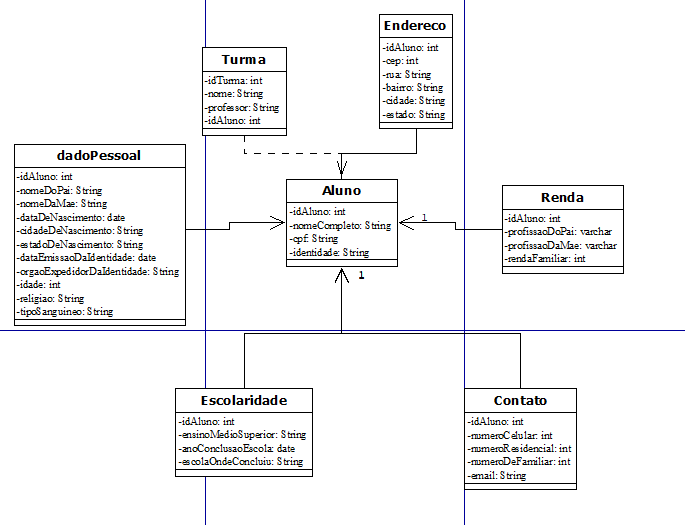 Endereco
-idAluno: int
-cep: int
-rua: String
-bairro: String
-cidade: String
-estado: String
Turma
-idTurma: int
-nome: String
-professor: String
-idAluno: int
dadoPessoal
-idAluno: int
-nomeDoPai: String
-nomeDaMae: String
-dataDeNascimento: date
-cidadeDeNascimento: String
-estadoDeNascimento: String
-dataEmissaoDaIdentidade: date
-orgaoExpedidorDaIdentidade: String
-idade: int
-religiao: String
-tipoSanguineo: String
Aluno
-idAluno: int
-nomeCompleto: String
-cpf: String
-identidade: String
1
Renda
-idAluno: int
-profissaoDoPai: varchar
-profissaoDaMae: varchar
-rendaFamiliar: int
1
Escolaridade
-idAluno: int
-ensinoMedioSuperior: String
-anoConclusaoEscola: date
-escolaOndeConcluiu: String
Contato
-idAluno: int
-numeroCelular: int
-numeroResidencial: int
-numeroDeFamiliar: int
-email: String